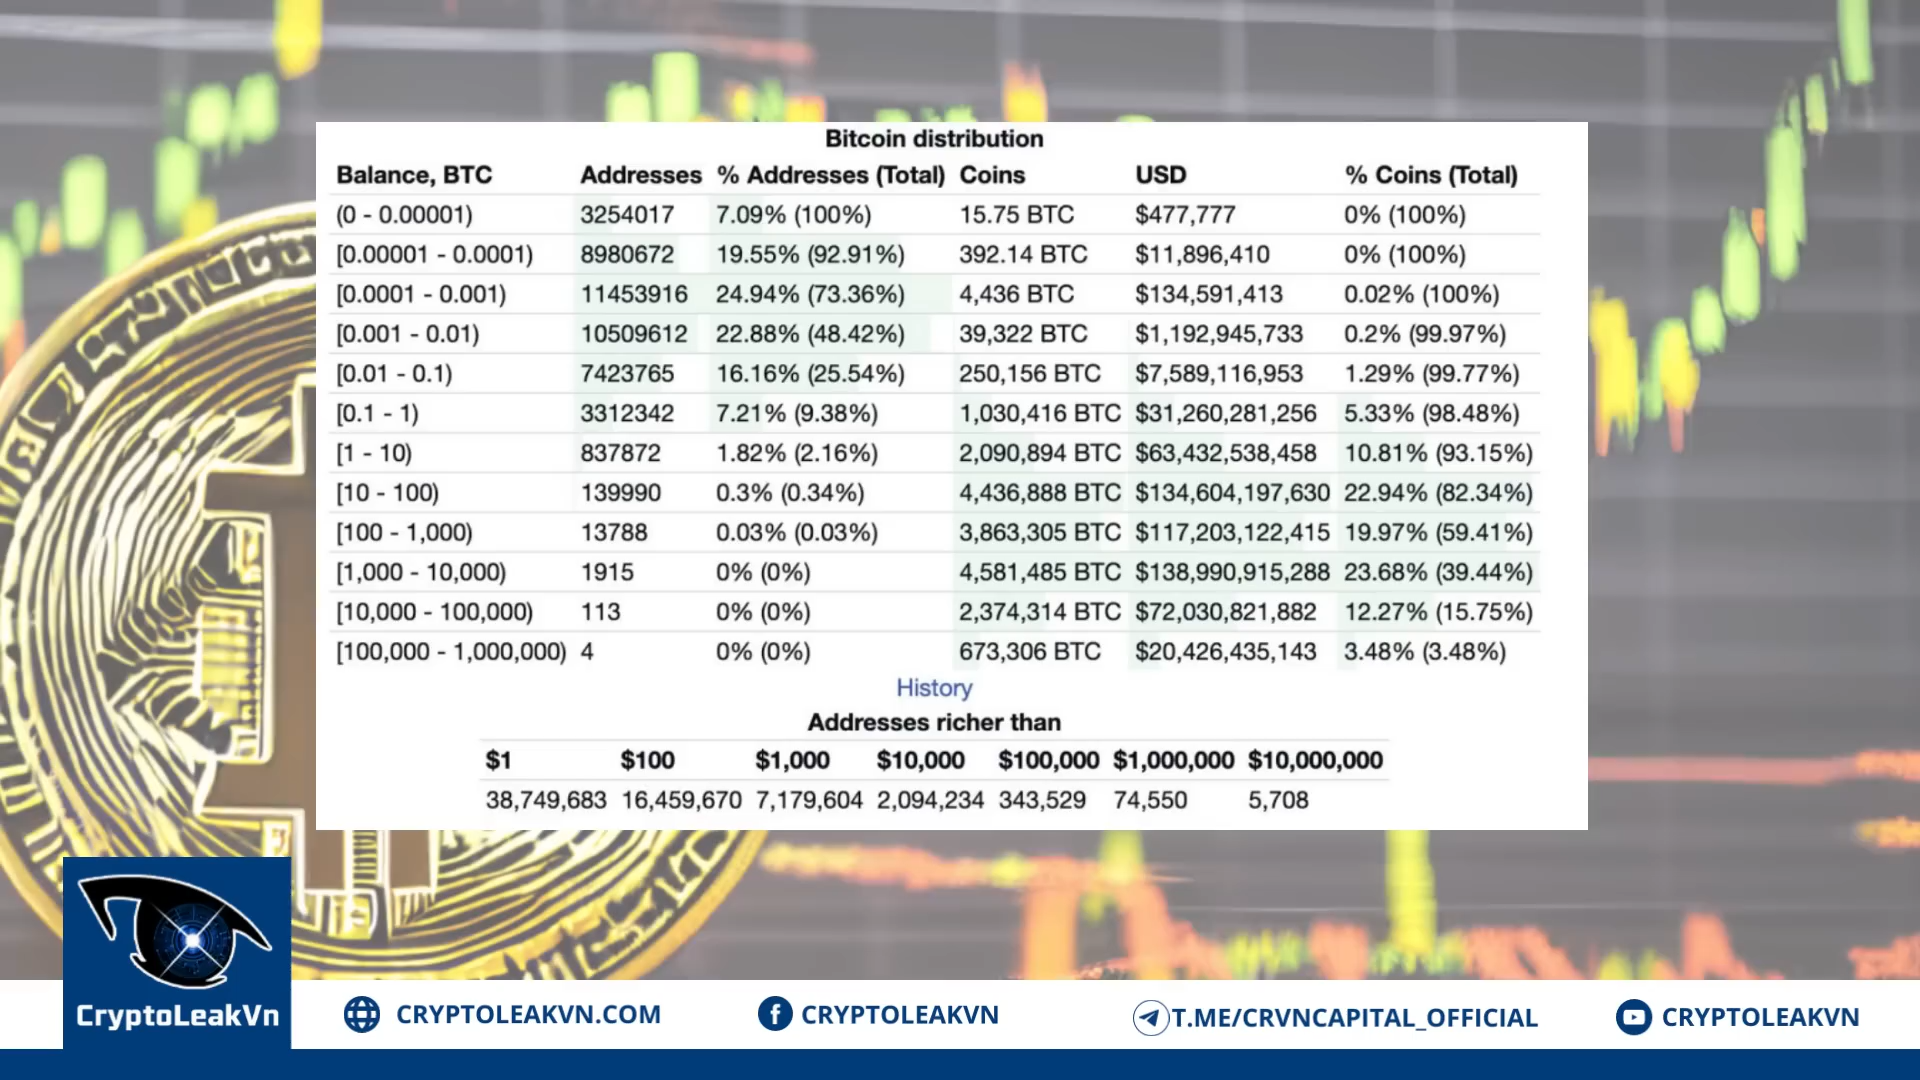 Bitcoin distribution
Balance, BTC Addresses % Addresses (Total) Coins USD % Coins (Total)
(0 - 0.00001) 3254017 7.09% (100%) 15.75 BTC $477,777 0% (100%)
[0.00001 - 0.0001) 8980672 19.55% (92.91%) 392.14 BTC $11,896,410 0% (100%)
[0.0001 - 0.001) 11453916 24.94% (73.36%) 4,436 BTC $134,591,413 0.02% (100%)
[0.001 - 0.01) 10509612 22.88% (48.42%) 39,322 BTC $1,192,945,733 0.2% (99.97%)
[0.01 - 0.1) 7423765 16.16% (25.54%) 250,156 BTC $7,589,116,953 1.29% (99.77%)
[0.1 - 1) 3312342 7.21% (9.38%) 1,030,416 BTC $31,260,281,256 5.33% (98.48%)
[1 - 10) 837872 1.82% (2.16%) 2,090,894 BTC $63,432,538,458 10.81% (93.15%)
[10 - 100) 139990 0.3% (0.34%) 4,436,888 BTC $134,604,197,630 22.94% (82.34%)
[100 - 1,000) 13788 0.03% (0.03%) 3,863,305 BTC $117,203,122,415 19.97% (59.41%)
[1,000 - 10,000) 1915 0% (0%) 4,581,485 BTC $138,990,915,288 23.68% (39.44%)
[10,000 - 100,000) 113 0% (0%) 2,374,314 BTC $72,030,821,882 12.27% (15.75%)
[100,000 - 1,000,000) 4 0% (0%) 673,306 BTC $20,426,435,143 3.48% (3.48%)
History
Addresses richer than
$1 $100 $1,000 $10,000 $100,000 $1,000,000 $10,000,000
38,749,683 16,459,670 7,179,604 2,094,234 343,529 74,550 5,708
CryptoLeakVn
CRYPTOLEAKVN.COM
CRYPTOLEAKVN
T.ME/CRVNCAPITAL_OFFICIAL
CRYPTOLEAKVN